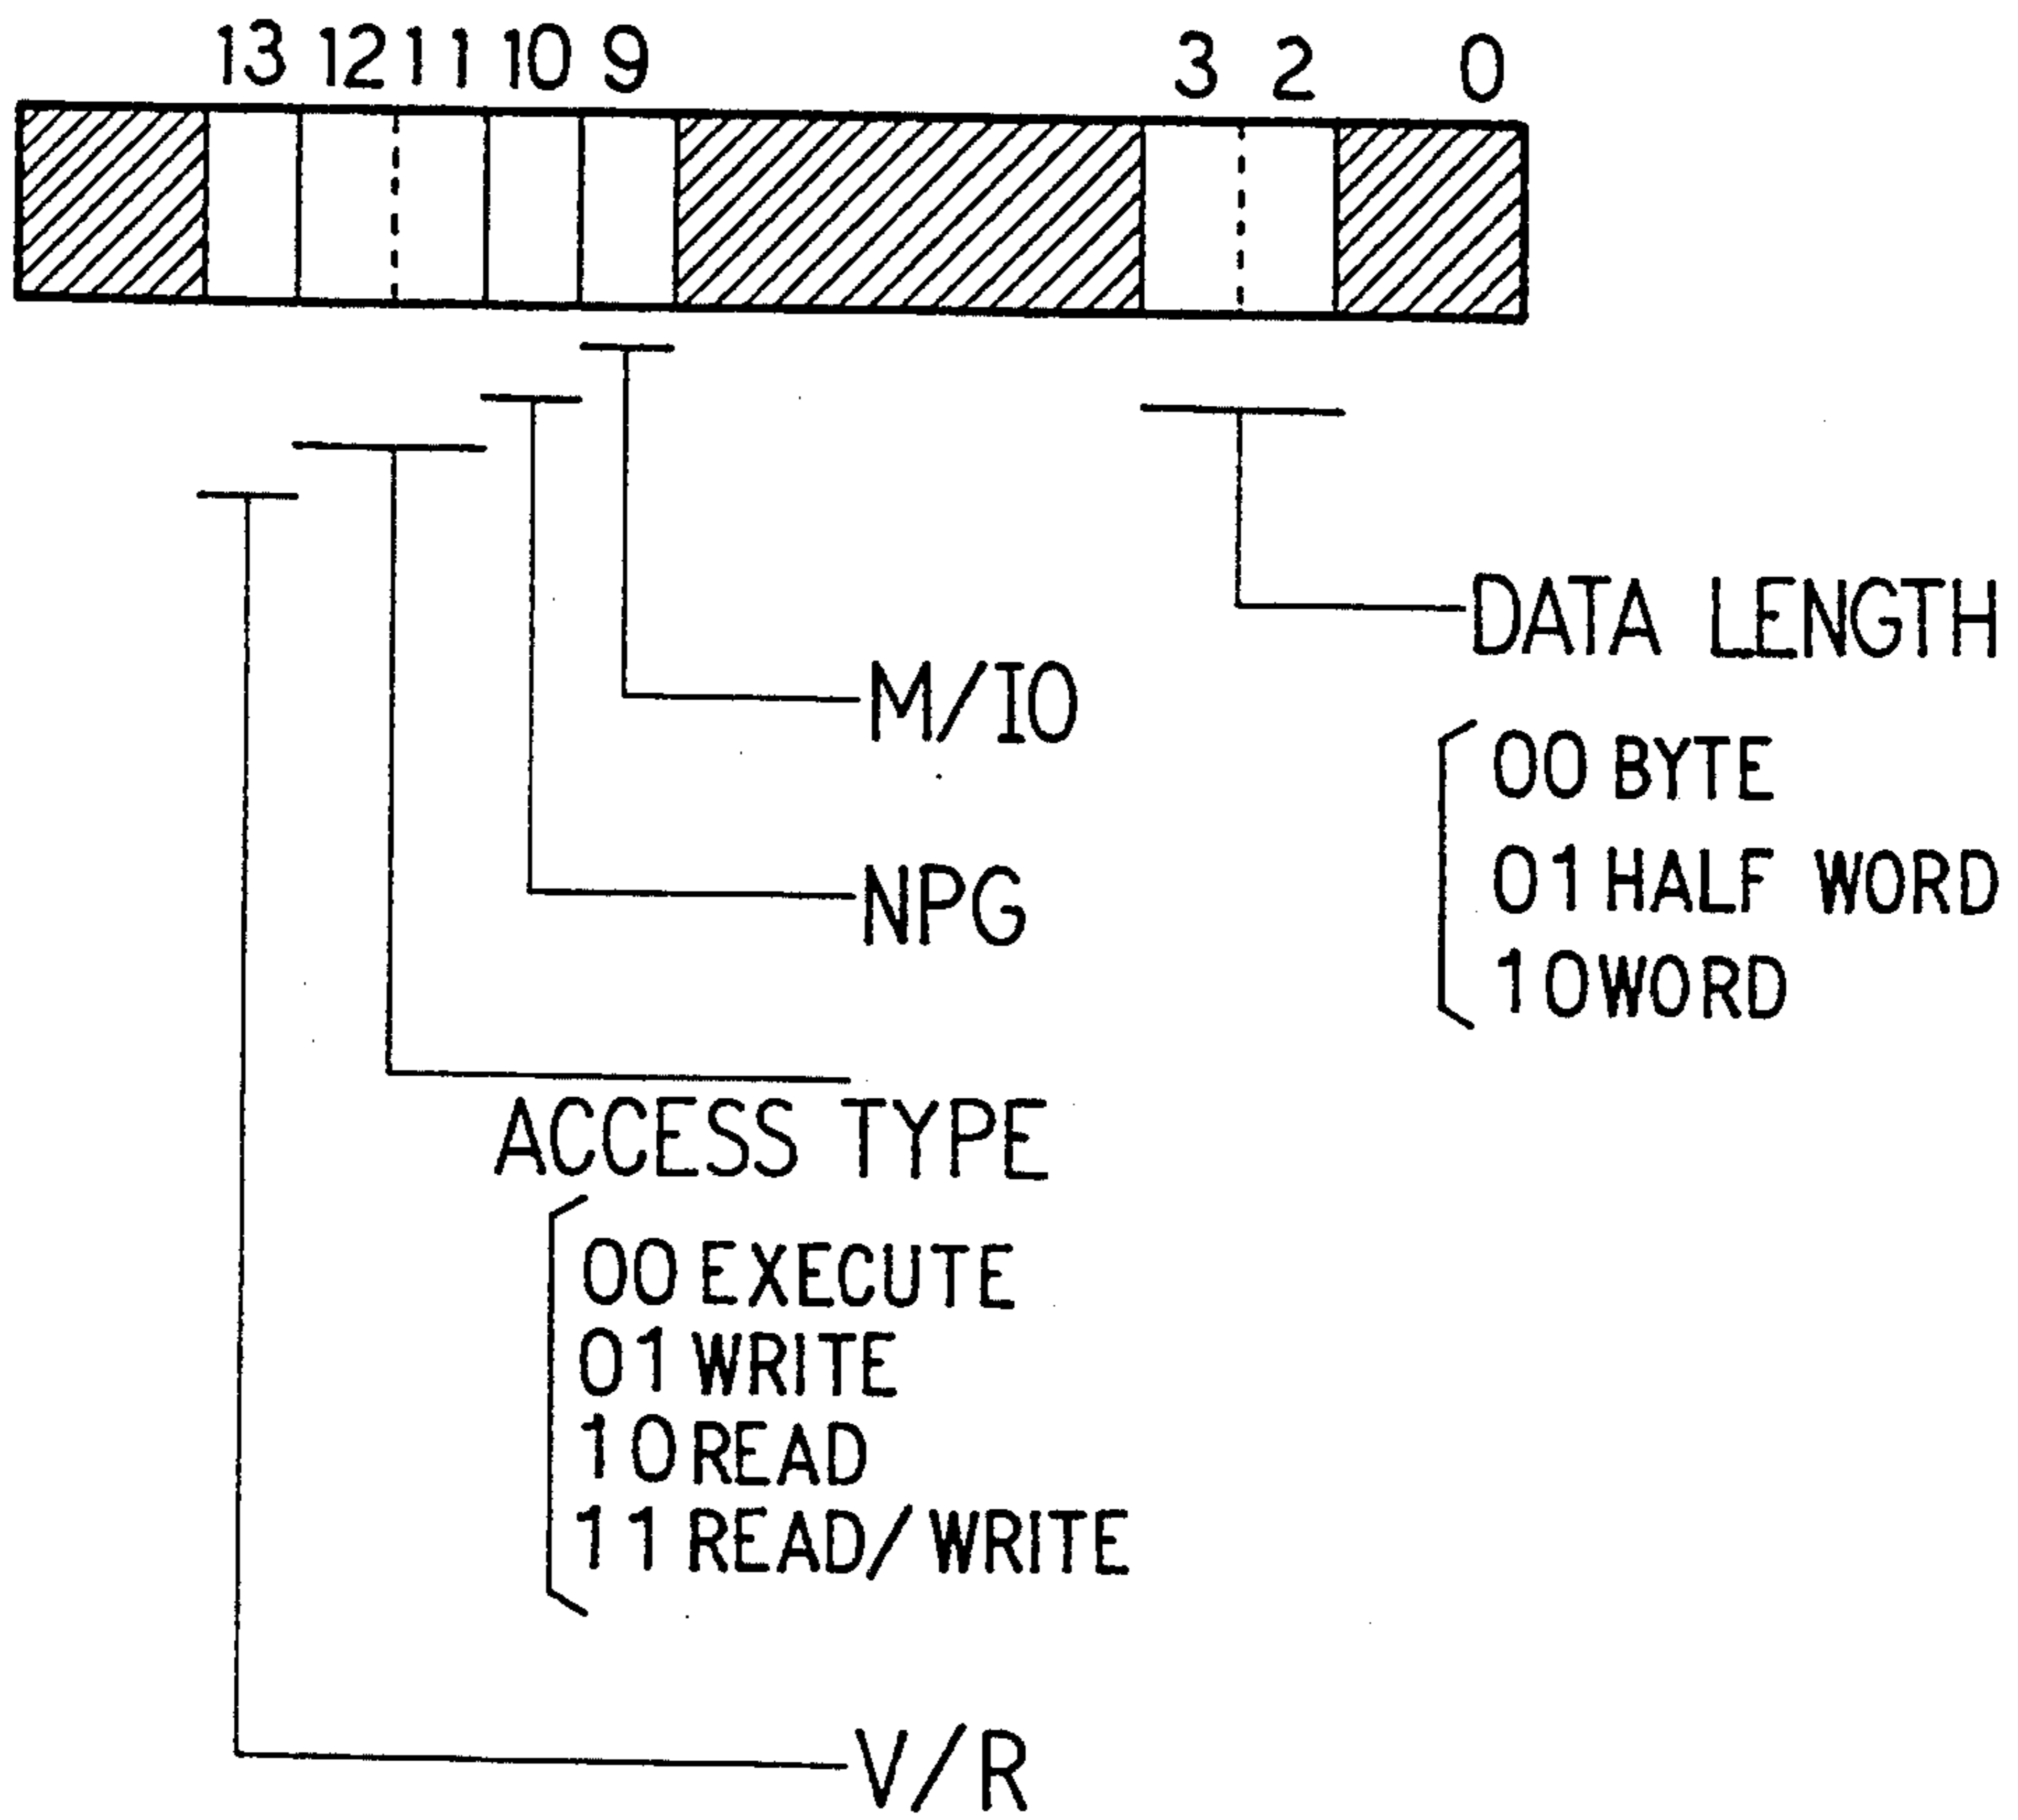 13 12 11 10 9 3 2 0
DATA LENGTH
00 BYTE
01 HALF WORD
10 WORD
M/IO
NPG
ACCESS TYPE
00 EXECUTE
01 WRITE
10 READ
11 READ/WRITE
V/R